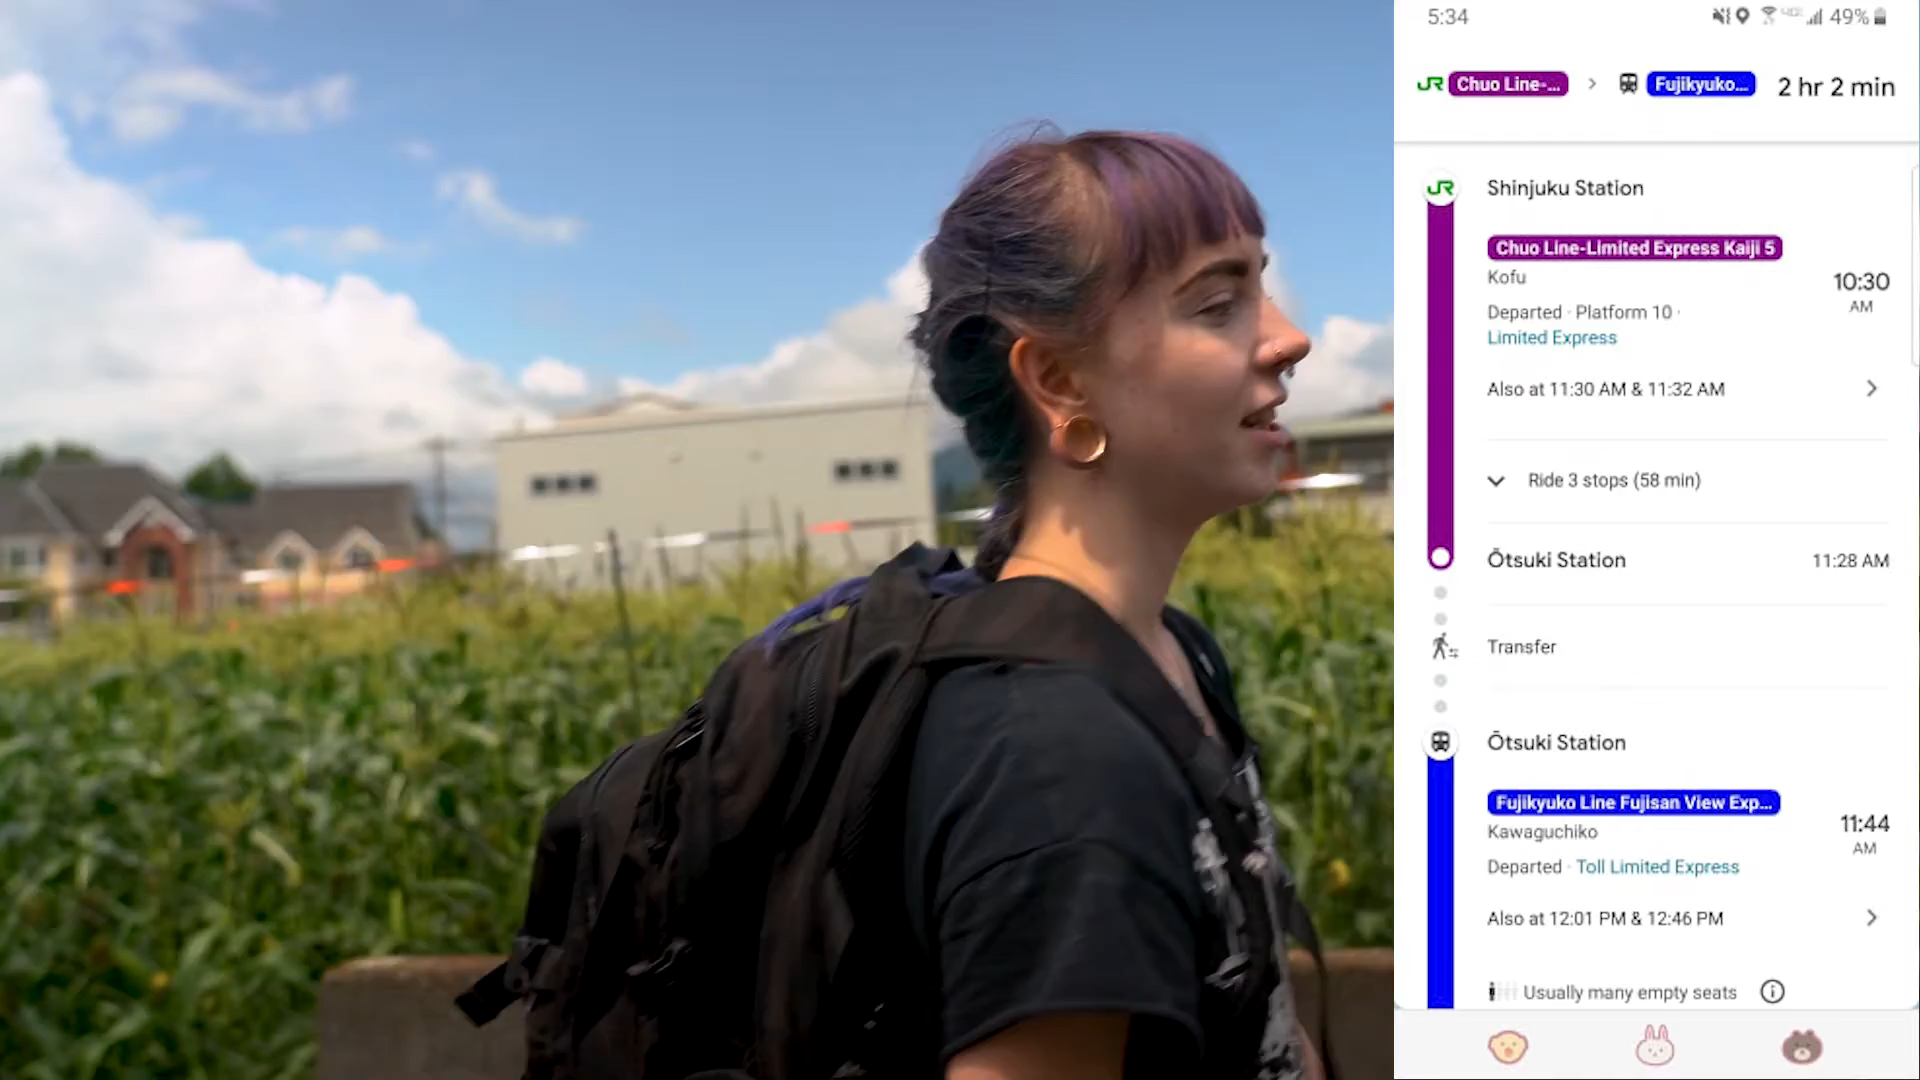 5:34
49%
JR Chuo Line-... > Fujikyuko... 2 hr 2 min
JR Shinjuku Station
Chuo Line-Limited Express Kaiji 5
Kofu
10:30
AM
Departed · Platform 10 ·
Limited Express
Also at 11:30 AM & 11:32 AM
Ride 3 stops (58 min)
Ōtsuki Station 11:28 AM
Transfer
Ōtsuki Station
Fujikyuko Line Fujisan View Exp...
Kawaguchiko
11:44
AM
Departed · Toll Limited Express
Also at 12:01 PM & 12:46 PM
Usually many empty seats